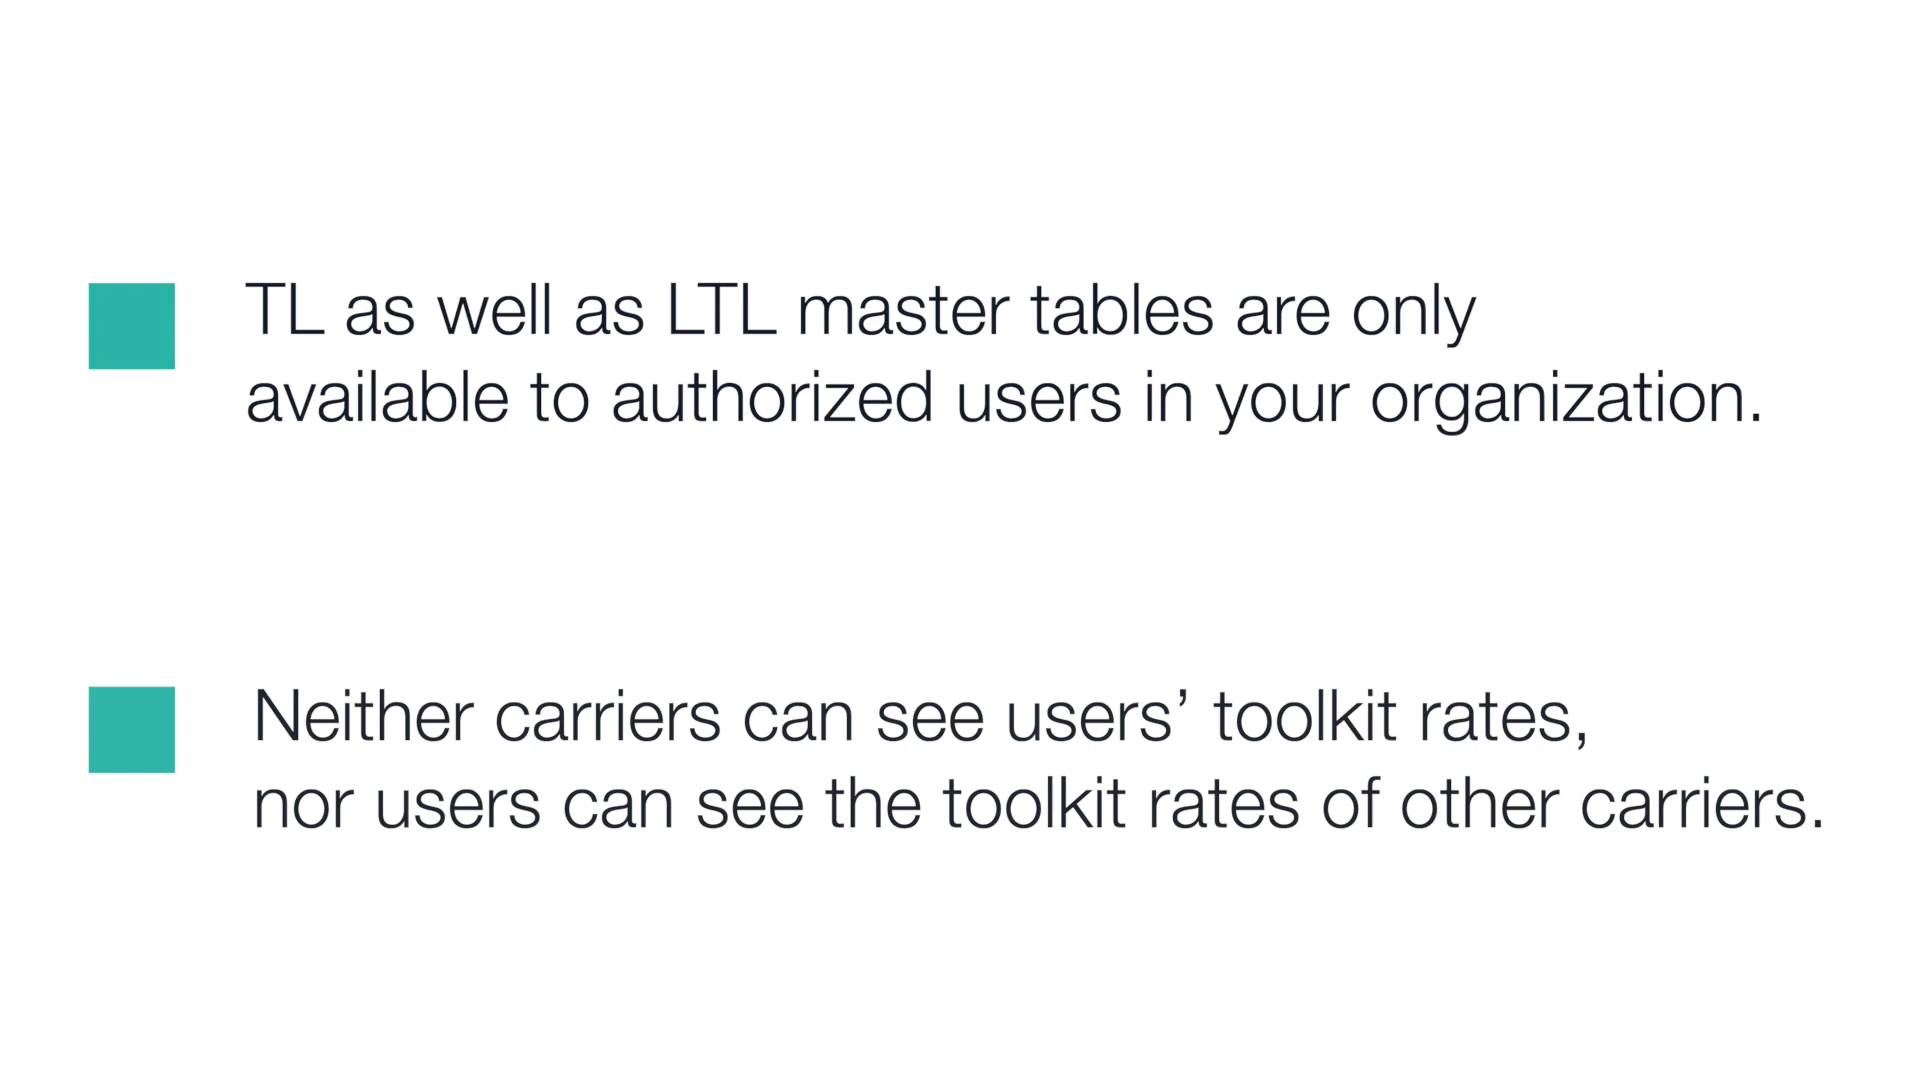 TL as well as LTL master tables are only
available to authorized users in your organization.
Neither carriers can see users’ toolkit rates,
nor users can see the toolkit rates of other carriers.